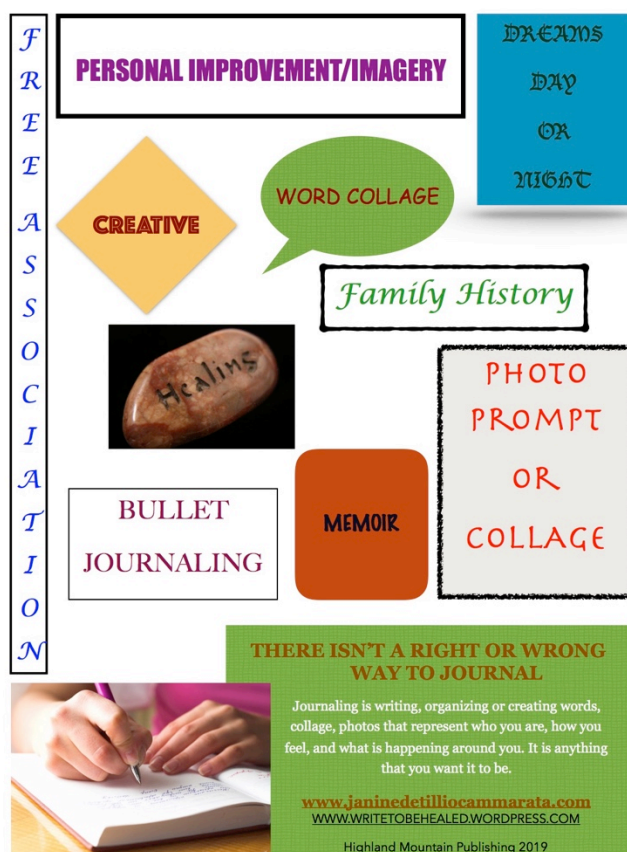 FREE ASSOCIATION
PERSONAL IMPROVEMENT/IMAGERY
DREAMS
DAY
OR
NIGHT
CREATIVE
WORD COLLAGE
Family History
Healing
PHOTO
PROMPT
OR
COLLAGE
BULLET
JOURNALING
MEMOIR
THERE ISN'T A RIGHT OR WRONG
WAY TO JOURNAL
Journaling is writing, organizing or creating words,
collage, photos that represent who you are, how you
feel, and what is happening around you. It is anything
that you want it to be.
www.janinedetilliocammarata.com
WWW.WRITETOBEHEALED.WORDPRESS.COM
Highland Mountain Publishing 2019